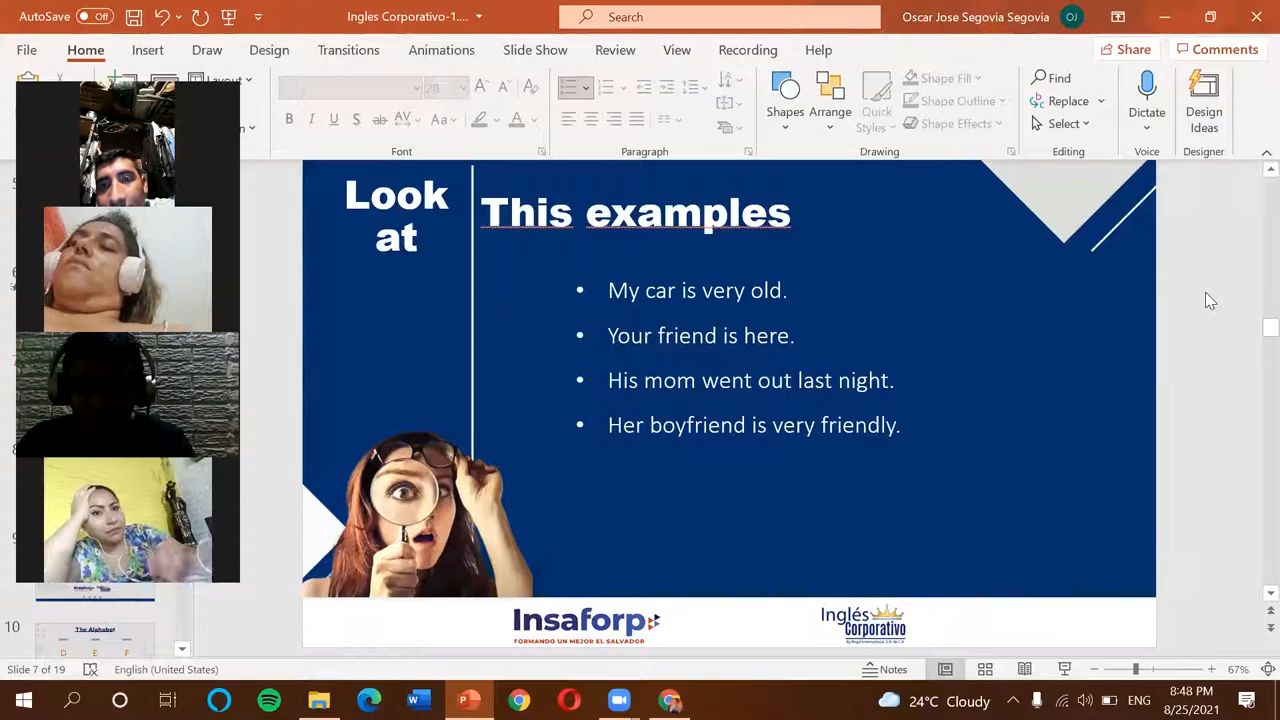 AutoSave Off Ingles Corporativo-1.... Search Oscar Jose Segovia Segovia OJ
File Home Insert Draw Design Transitions Animations Slide Show Review View Recording Help Share Comments
Layout
Shape Fill
Find
Shapes Arrange Quick Styles
Shape Outline
Replace
Dictate Design Ideas
B Aa A
Shape Effects
Select
Font Paragraph Drawing Editing Voice Designer
Look
at
This examples
• My car is very old.
• Your friend is here.
• His mom went out last night.
• Her boyfriend is very friendly.
Insaforp
FORMANDO UN MEJOR EL SALVADOR
Inglés
Corporativo
10
The Alphabet
D E F
Slide 7 of 19 English (United States) Notes 67%
24°C Cloudy ENG 8:48 PM
8/25/2021